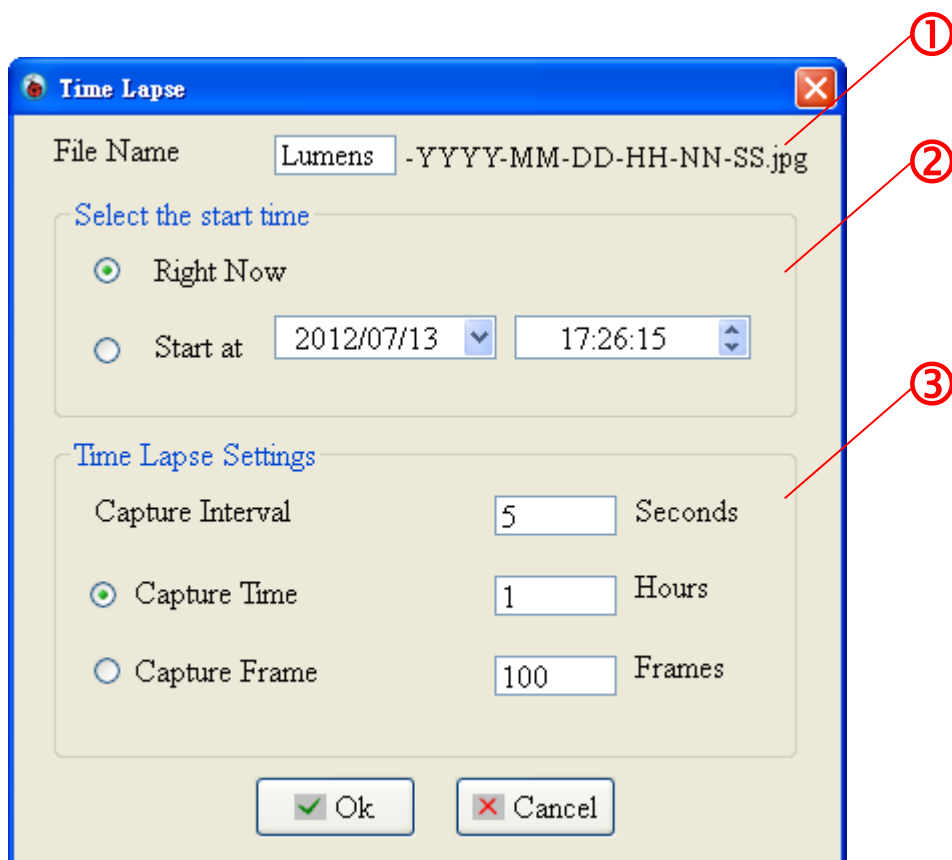 ①
Time Lapse
File Name Lumens -YYYY-MM-DD-HH-NN-SS.jpg
②
Select the start time
Right Now
Start at 2012/07/13 17:26:15
③
Time Lapse Settings
Capture Interval 5 Seconds
Capture Time 1 Hours
Capture Frame 100 Frames
Ok Cancel